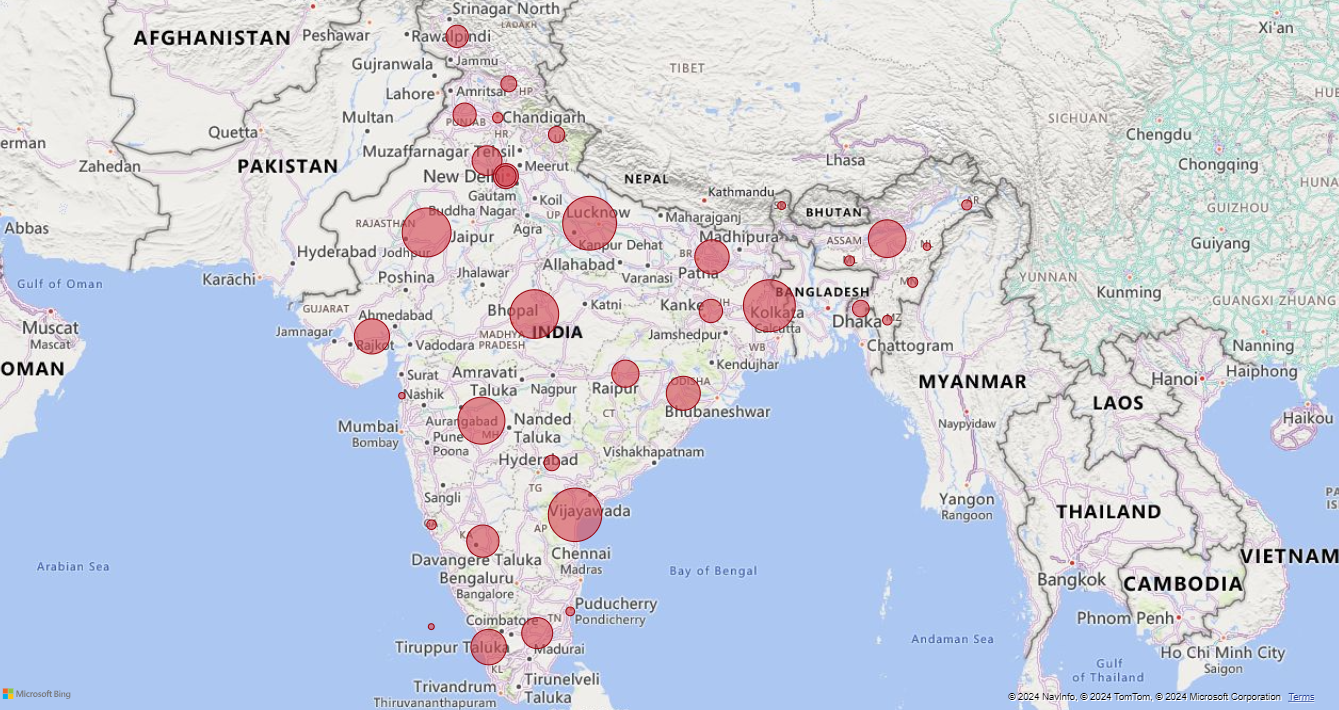 Srinagar North
LADAKH
AFGHANISTAN
Peshawar
Rawalpindi
Xi'an
Jammu
Gujranwala
TIBET
Lahore
Amritsar
HP
Multan
SICHUAN
PUNJAB
Chandigarh
Quetta
HR
Chengdu
Zahedan
Muzaffarnagar Tehsil
PAKISTAN
Meerut
Lhasa
Chongqing
New Delhi
NEPAL
Kathmandu
Gautam
Buddha Nagar
Koil
BHUTAN
AR
GUIZHOU
Abbas
RAJASTHAN
UP
Lucknow
Maharajganj
Jaipur
Agra
Madhipura
ASSAM
NL
Guiyang
Hyderabad
Jodhpur
Kanpur Dehat
BR
Gulf of Oman
Karāchi
Poshina
Jhalawar
Allahabad
Varanasi
Patna
YUNNAN
Kunming
BANGLADESH
GUANGXI ZHUANG
GUJARAT
Ahmedabad
Bhopal
Katni
Kanke
JH
Kolkata
Calcutta
Dhaka
MZ
Muscat
Mascat
Jamnagar
Rajkot
Vadodara
MADHYA
PRADESH
INDIA
Jamshedpur
WB
Chattogram
Nanning
OMAN
Surat
Amravati
Taluka
Nagpur
Raipur
Kendujhar
ODISHA
MYANMAR
Hanoi
Haiphong
Nashik
LAOS
Mumbai
Bombay
Aurangabad
MH
Nanded
Taluka
CT
Bhubaneshwar
Naypyidaw
Haikou
Pune
Poona
Hyderabad
Vishakhapatnam
TG
Sangli
Yangon
Rangoon
Vijayawada
THAILAND
KA
AP
Davangere Taluka
Chennai
Madras
Arabian Sea
Bay of Bengal
VIETNAM
Bengaluru
Bangalore
Bangkok
CAMBODIA
Puducherry
Pondicherry
Coimbatore
TN
Phnom Penh
Andaman Sea
Tiruppur Taluka
Madurai
Ho Chi Minh City
Saigon
Gulf
of Thailand
KL
Trivandrum
Thiruvananthapuram
Tirunelveli
Taluka
Microsoft Bing
© 2024 NavInfo, © 2024 TomTom, © 2024 Microsoft Corporation Terms